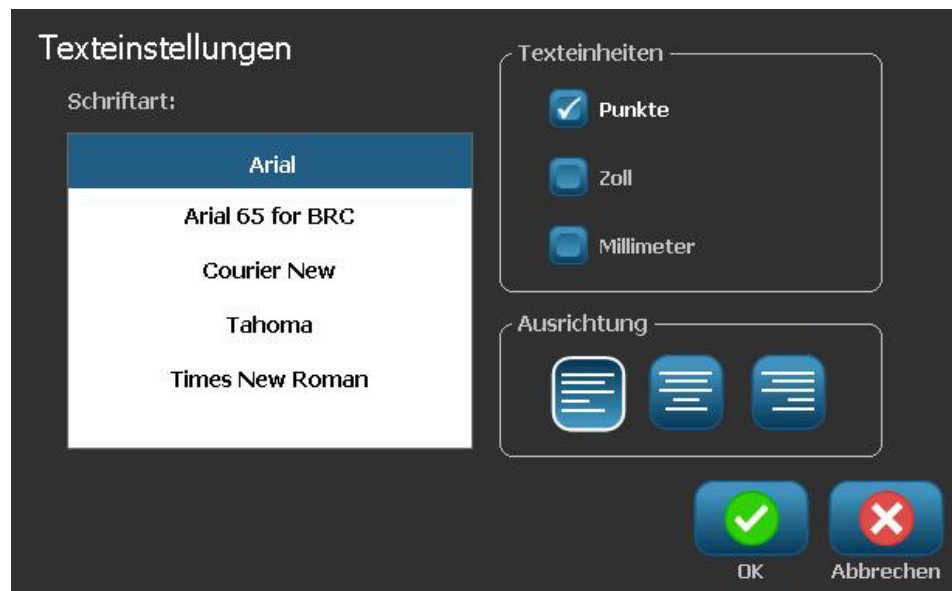 Texteinstellungen
Schriftart:
Arial
Arial 65 for BRC
Courier New
Tahoma
Times New Roman
Texteinheiten
Punkte
Zoll
Millimeter
Ausrichtung
OK
Abbrechen